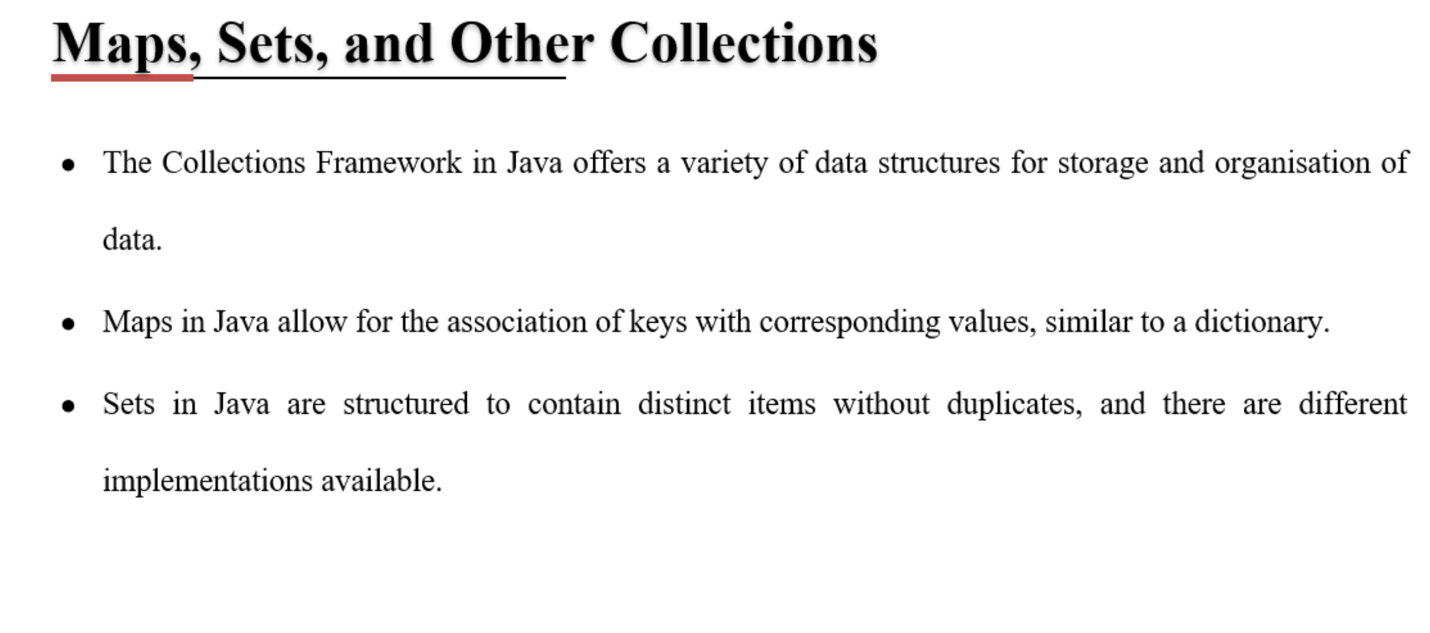 Maps, Sets, and Other Collections
● The Collections Framework in Java offers a variety of data structures for storage and organisation of
data.
● Maps in Java allow for the association of keys with corresponding values, similar to a dictionary.
● Sets in Java are structured to contain distinct items without duplicates, and there are different
implementations available.